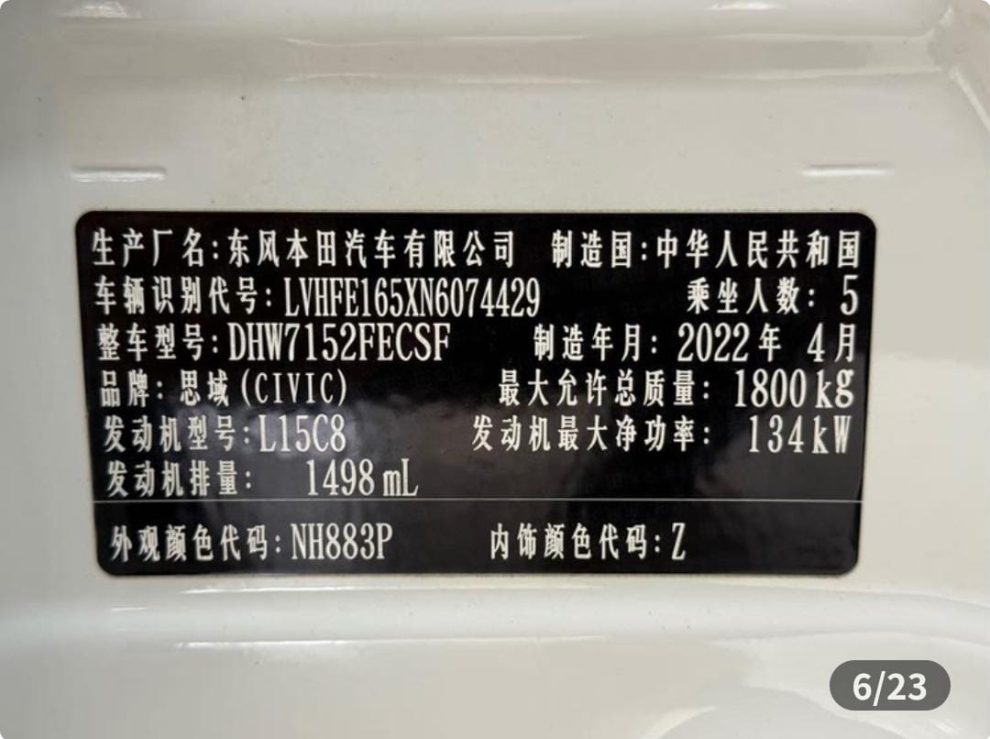 生产厂名:东风本田汽车有限公司 制造国:中华人民共和国
车辆识别代号:LVHFE165XN6074429 乘坐人数: 5
整车型号:DHW7152FECSF 制造年月: 2022年 4月
品牌: 思域(CIVIC) 最大允许总质量: 1800kg
发动机型号:L15C8 发动机最大净功率: 134kW
发动机排量: 1498mL
外观颜色代码:NH883P 内饰颜色代码:Z
6/23